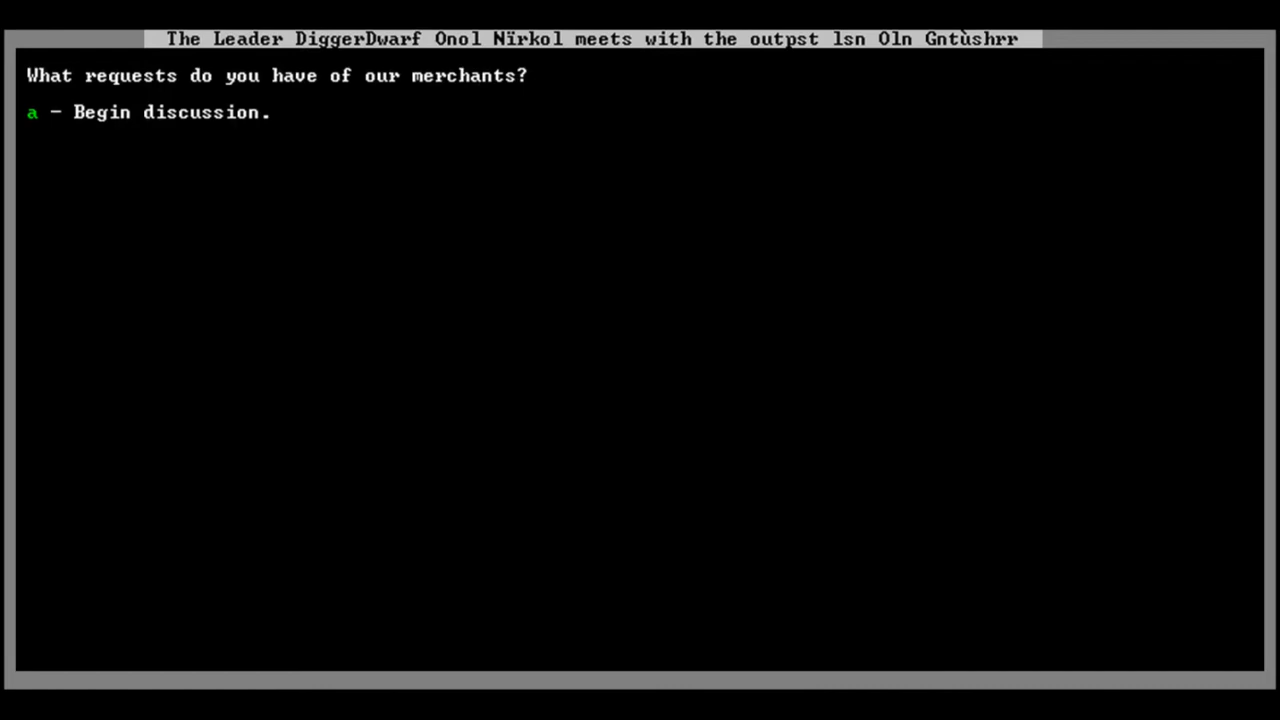 The Leader DiggerDwarf Onol Nïrkol meets with the outpst lsn Oln Gntùshrr
What requests do you have of our merchants?
a - Begin discussion.